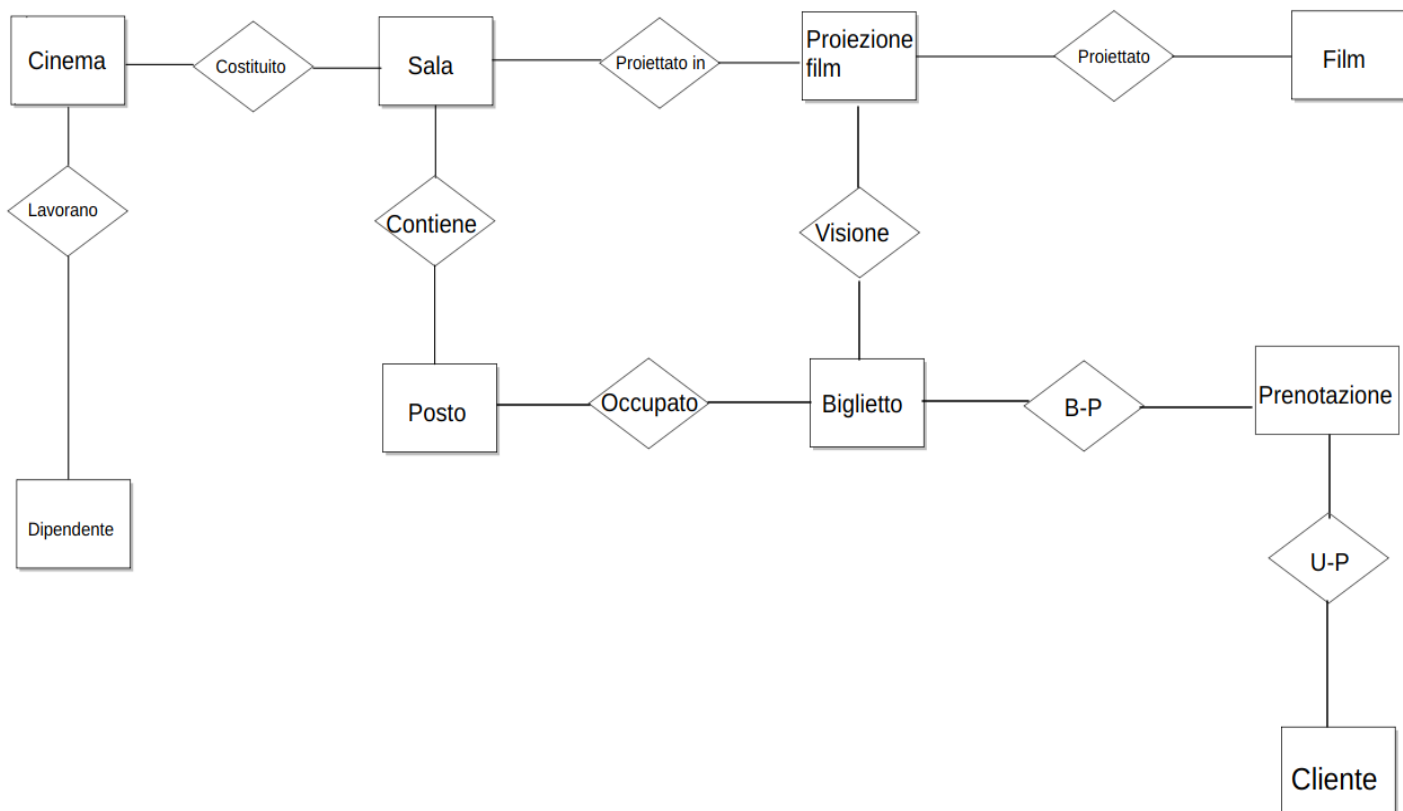 Cinema
Costituito
Sala
Proiettato in
Proiezione
film
Proiettato
Film
Lavorano
Contiene
Visione
Posto
Occupato
Biglietto
B-P
Prenotazione
Dipendente
U-P
Cliente